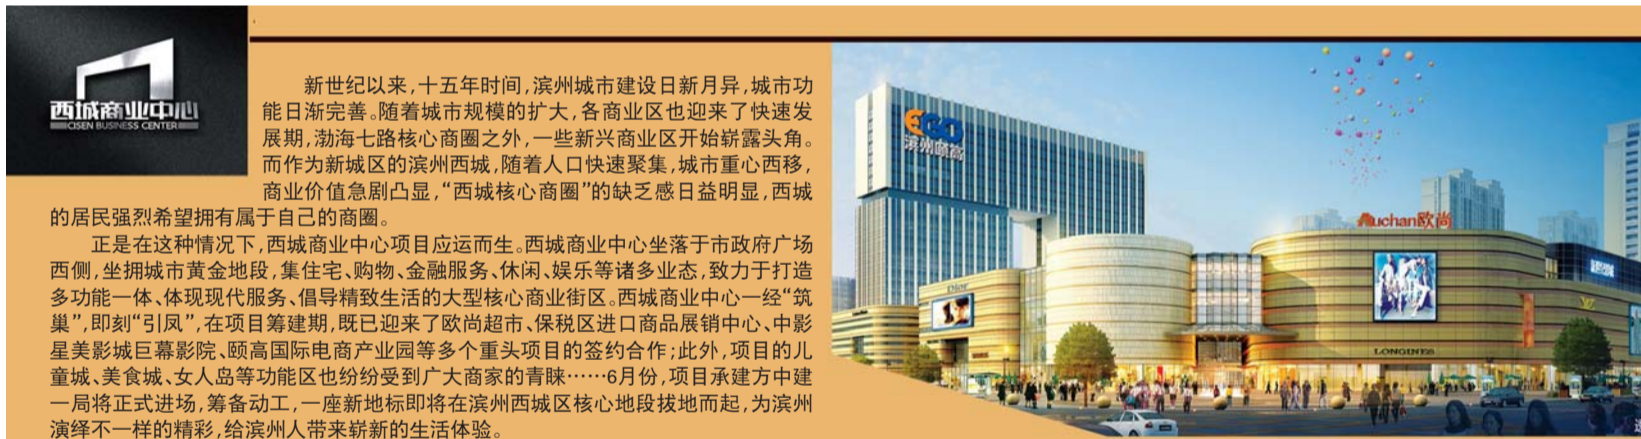 西城商业中心
CISEN BUSINESS CENTER
新世纪以来,十五年时间,滨州城市建设日新月异,城市功
能日渐完善。随着城市规模的扩大,各商业区也迎来了快速发
展期,渤海七路核心商圈之外,一些新兴商业区开始崭露头角。
而作为新城区的滨州西城,随着人口快速聚集,城市重心西移,
商业价值急剧凸显,“西城核心商圈”的缺乏感日益明显,西城
的居民强烈希望拥有属于自己的商圈。
正是在这种情况下,西城商业中心项目应运而生。西城商业中心坐落于市政府广场
西侧,坐拥城市黄金地段,集住宅、购物、金融服务、休闲、娱乐等诸多业态,致力于打造
多功能一体、体现现代服务、倡导精致生活的大型核心商业街区。西城商业中心一经“筑
巢”,即刻“引凤”,在项目筹建期,既已迎来了欧尚超市、保税区进口商品展销中心、中影
星美影城巨幕影院、颐高国际电商产业园等多个重头项目的签约合作;此外,项目的儿
童城、美食城、女人岛等功能区也纷纷受到广大商家的青睐……6月份,项目承建方中建
一局将正式进场,筹备动工,一座新地标即将在滨州西城区核心地段拔地而起,为滨州
演绎不一样的精彩,给滨州人带来崭新的生活体验。
EGO
滨州颐高
Auchan欧尚
Dior
LONGINES